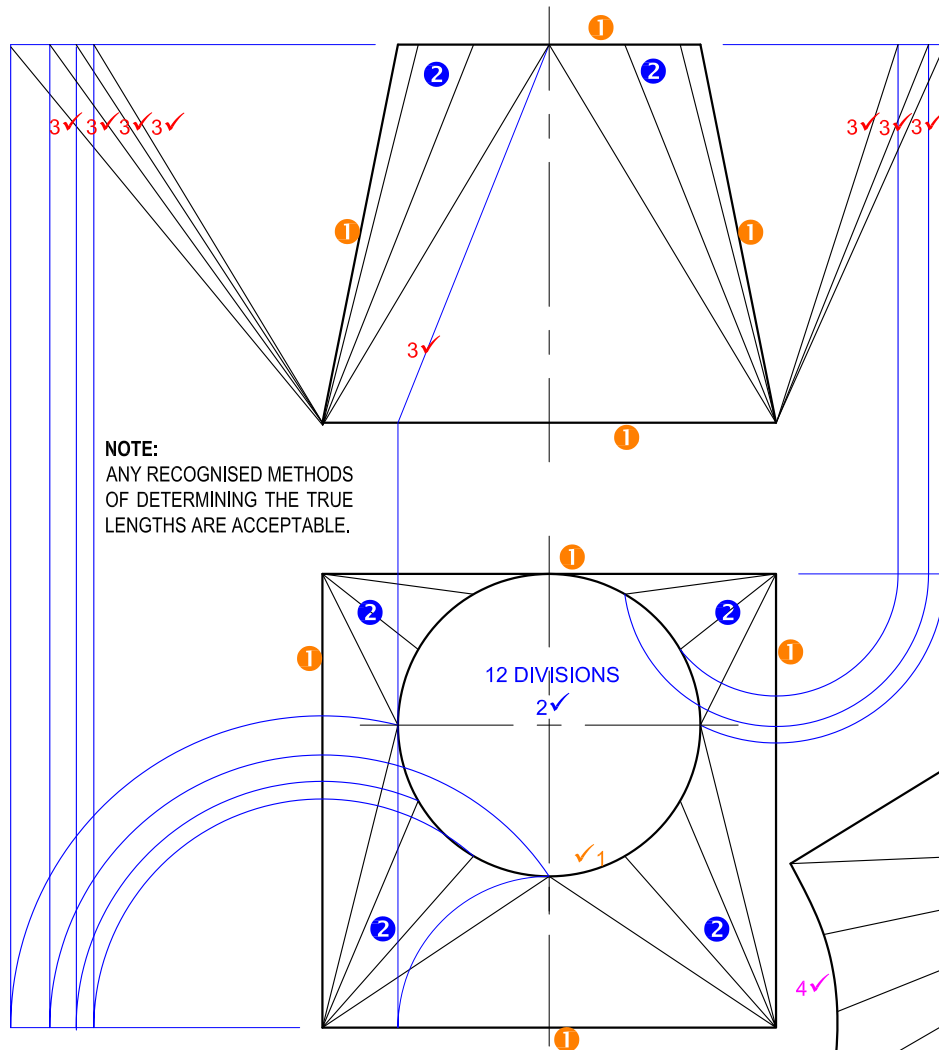 1
2
2
3✓ 3✓ 3✓ 3✓
3✓ 3✓ 3✓
1
1
3✓
1
NOTE:
ANY RECOGNISED METHODS
OF DETERMINING THE TRUE
LENGTHS ARE ACCEPTABLE.
1
2
2
1
1
12 DIVISIONS
2✓
✓1
2
2
4✓
1